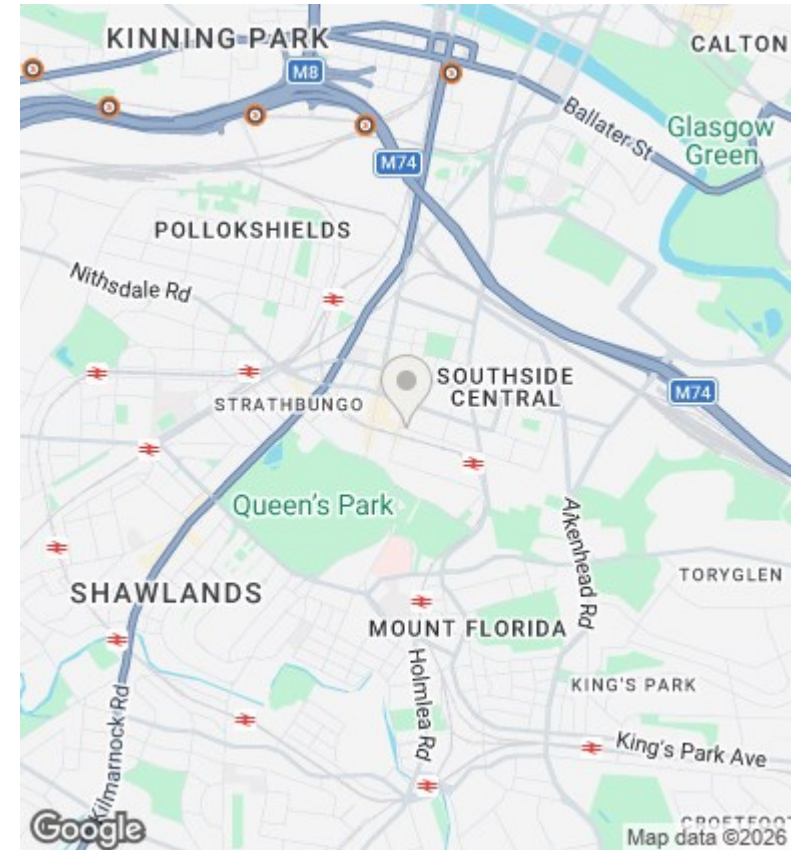 KINNING PARK
CALTON
M8
Ballater St
Glasgow
Green
M74
POLLOKSHIELDS
Nithsdale Rd
SOUTHSIDE
CENTRAL
M74
STRATHBUNGO
Queen's Park
Aikenhead Rd
TORYGLEN
SHAWLANDS
MOUNT FLORIDA
Holmlea Rd
KING'S PARK
Kilmarnock Rd
King's Park Ave
CROFTFOOT
Google
Map data ©2026